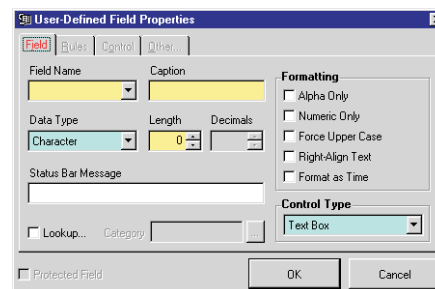 User-Defined Field Properties
Field Rules Control Other...
Field Name Caption
Data Type Length Decimals
Character 0
Status Bar Message
Lookup... Category ...
Formatting
Alpha Only
Numeric Only
Force Upper Case
Right-Align Text
Format as Time
Control Type
Text Box
Protected Field
OK Cancel